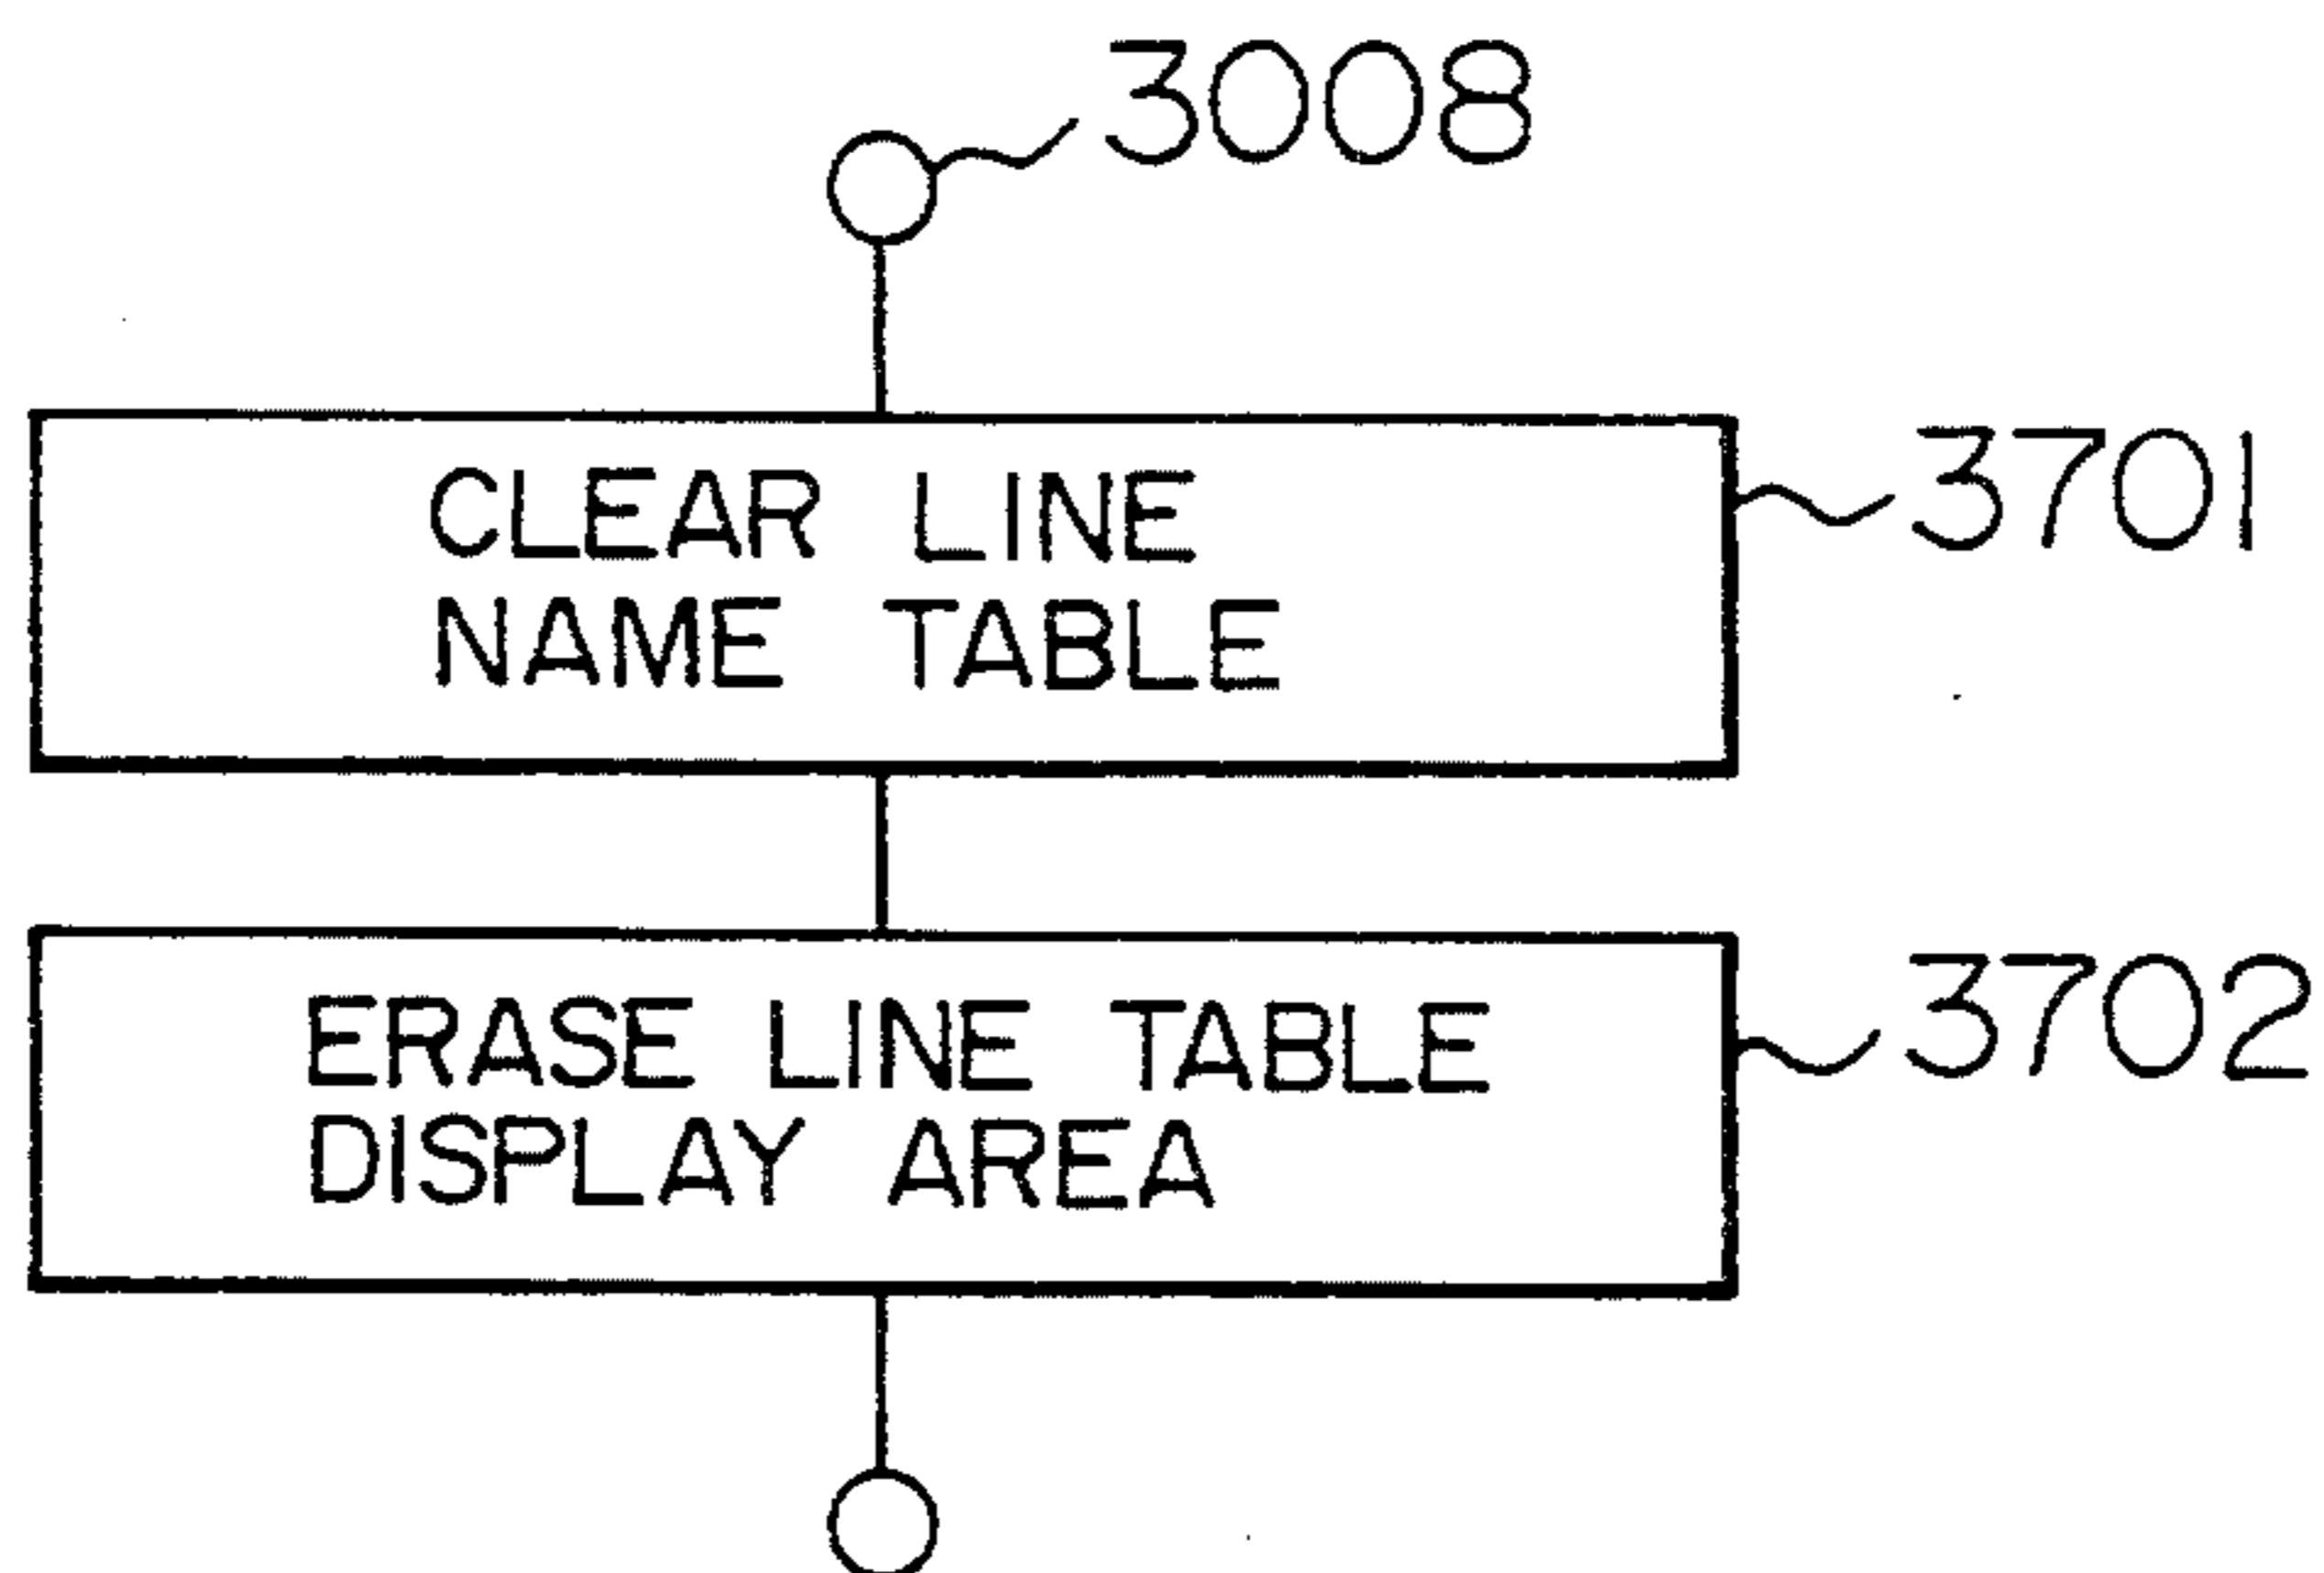 3008
CLEAR LINE
NAME TABLE
3701
ERASE LINE TABLE
DISPLAY AREA
3702